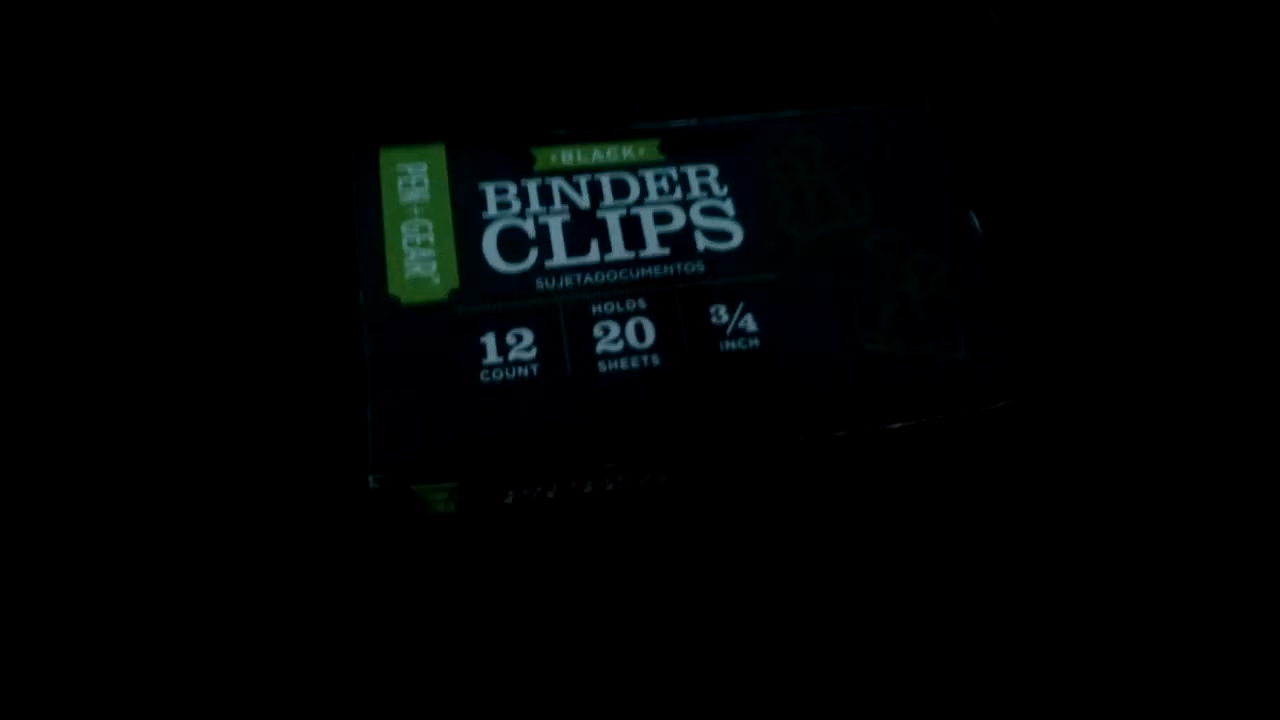 PEN+GEAR
BLACK
BINDER
CLIPS
SUJETADOCUMENTOS
12
COUNT
HOLDS
20
SHEETS
3/4
INCH